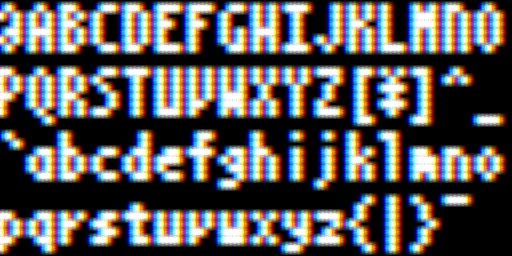 @ABCDEFGHIJKLMNO
PQRSTUVWXYZ[¥]^_
`abcdefghijklmno
pqrstuvwxyz{|}‾